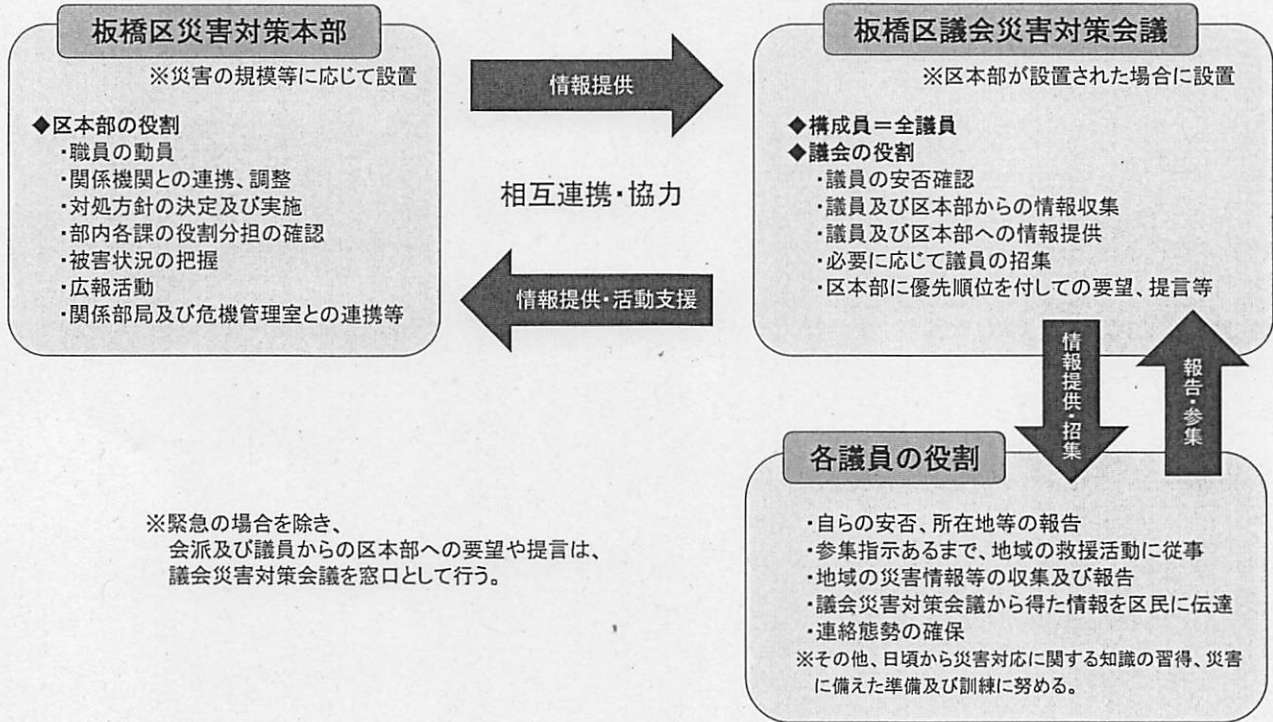 板橋区災害対策本部
※災害の規模等に応じて設置
◆区本部の役割
・職員の動員
・関係機関との連携、調整
・対処方針の決定及び実施
・部内各課の役割分担の確認
・被害状況の把握
・広報活動
・関係部局及び危機管理室との連携等
情報提供
相互連携・協力
情報提供・活動支援
板橋区議会災害対策会議
※区本部が設置された場合に設置
◆構成員＝全議員
◆議会の役割
・議員の安否確認
・議員及び区本部からの情報収集
・議員及び区本部への情報提供
・必要に応じて議員の招集
・区本部に優先順位を付しての要望、提言等
情報提供・招集
報告・参集
各議員の役割
・自らの安否、所在地等の報告
・参集指示あるまで、地域の救援活動に従事
・地域の災害情報等の収集及び報告
・議会災害対策会議から得た情報を区民に伝達
・連絡態勢の確保
※その他、日頃から災害対応に関する知識の習得、災害
に備えた準備及び訓練に努める。
※緊急の場合を除き、
会派及び議員からの区本部への要望や提言は、
議会災害対策会議を窓口として行う。